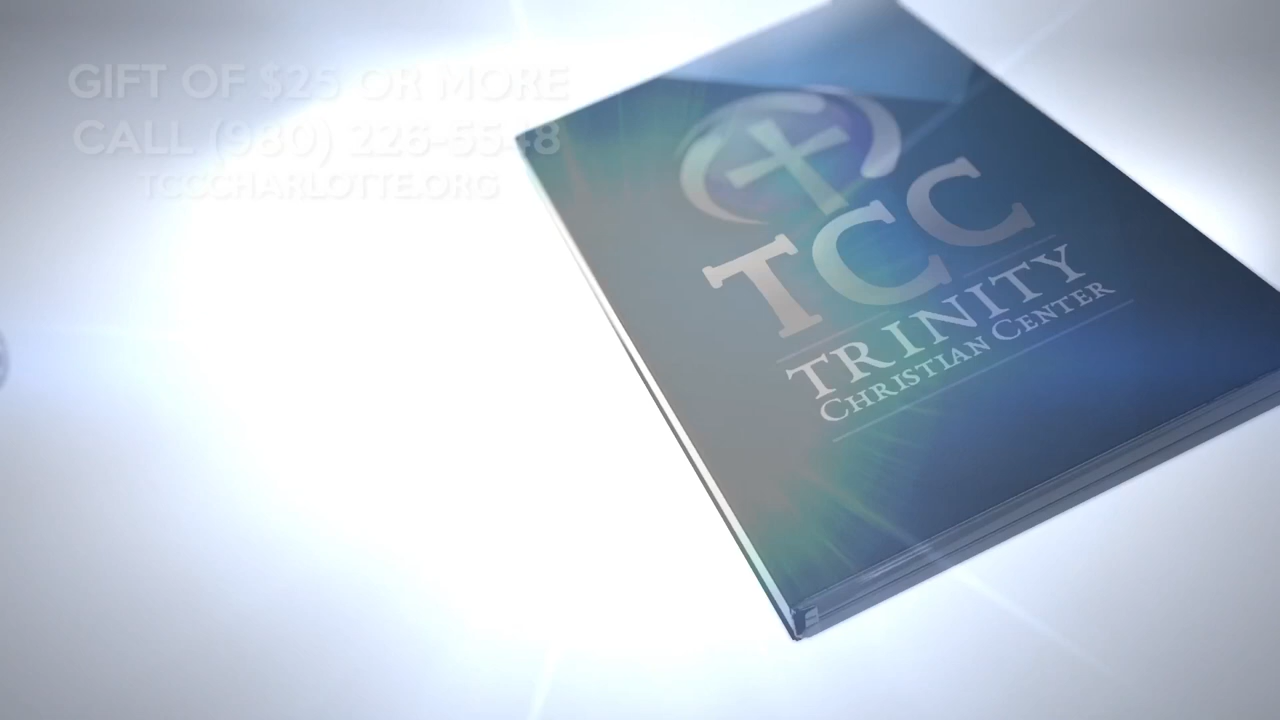 GIFT OF $25 OR MORE
CALL (980) 226-5548
TCCCHARLOTTE.ORG
TCC
TRINITY
CHRISTIAN CENTER